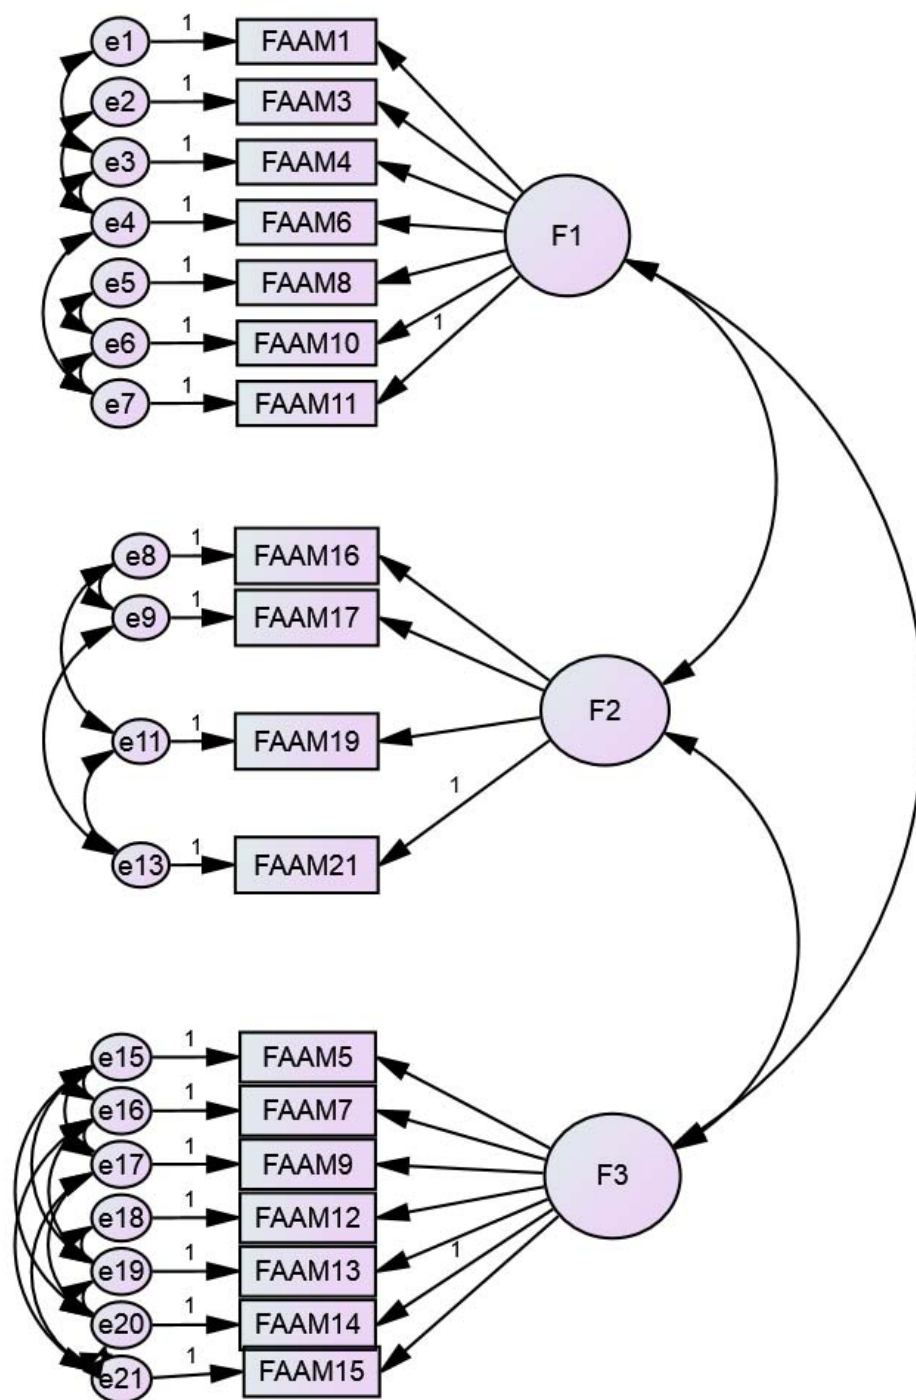 e1 1 FAAM1
e2 1 FAAM3
e3 1 FAAM4
e4 1 FAAM6
F1
e5 1 FAAM8
e6 1 FAAM10 1
e7 1 FAAM11
e8 1 FAAM16
e9 1 FAAM17
F2
e11 1 FAAM19
1
e13 1 FAAM21
e15 1 FAAM5
e16 1 FAAM7
e17 1 FAAM9
F3
e18 1 FAAM12
1
e19 1 FAAM13
e20 1 FAAM14
e21 1 FAAM15